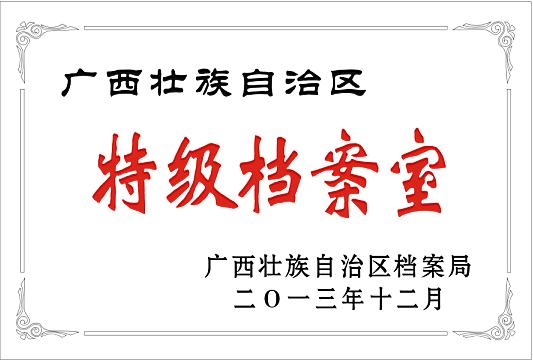 广西壮族自治区
特级档案室
广西壮族自治区档案局
二〇一三年十二月